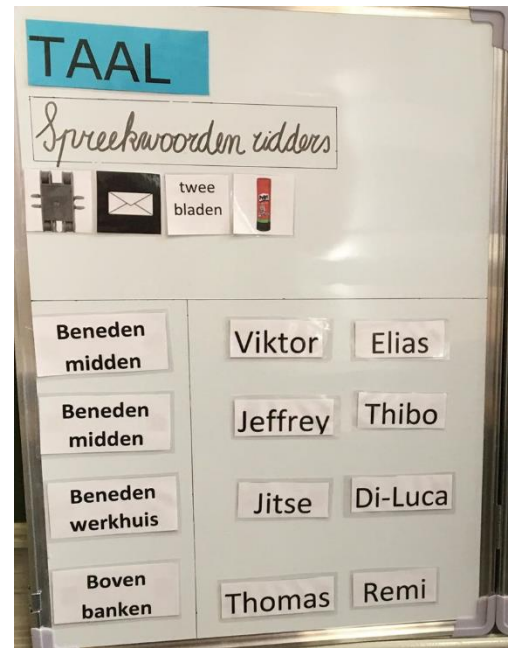 TAAL
Spreekwoorden ridders
twee
bladen
Beneden
midden
Viktor Elias
Beneden
midden
Jeffrey Thibo
Beneden
werkhuis
Jitse Di-Luca
Boven
banken
Thomas Remi